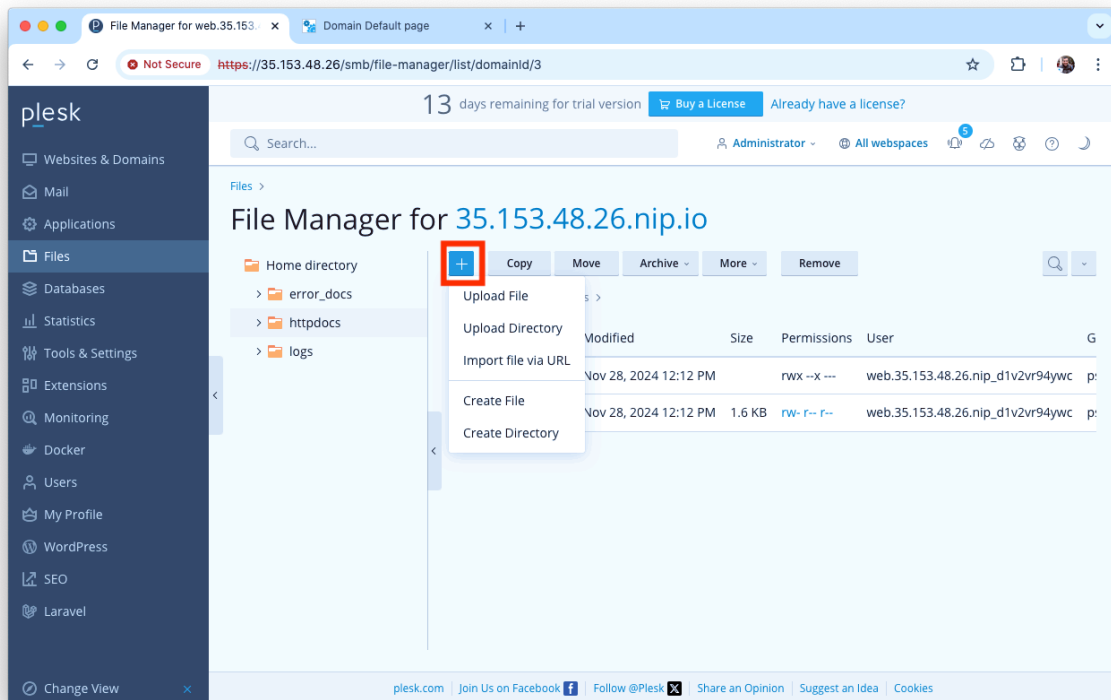 File Manager for web.35.153.
Domain Default page
Not Secure https://35.153.48.26/smb/file-manager/list/domainId/3
plesk
13 days remaining for trial version Buy a License Already have a license?
Search...
Administrator
All webspaces
5
Websites & Domains
Mail
Applications
Files
Databases
Statistics
Tools & Settings
Extensions
Monitoring
Docker
Users
My Profile
WordPress
SEO
Laravel
Change View
Files >
File Manager for 35.153.48.26.nip.io
Home directory
error_docs
httpdocs
logs
+ Copy Move Archive More Remove
Upload File
Upload Directory
Import file via URL
Create File
Create Directory
s >
Modified Size Permissions User G
Nov 28, 2024 12:12 PM rwx --x --- web.35.153.48.26.nip_d1v2vr94ywc ps
Nov 28, 2024 12:12 PM 1.6 KB rw- r-- r-- web.35.153.48.26.nip_d1v2vr94ywc ps
plesk.com Join Us on Facebook Follow @Plesk Share an Opinion Suggest an Idea Cookies